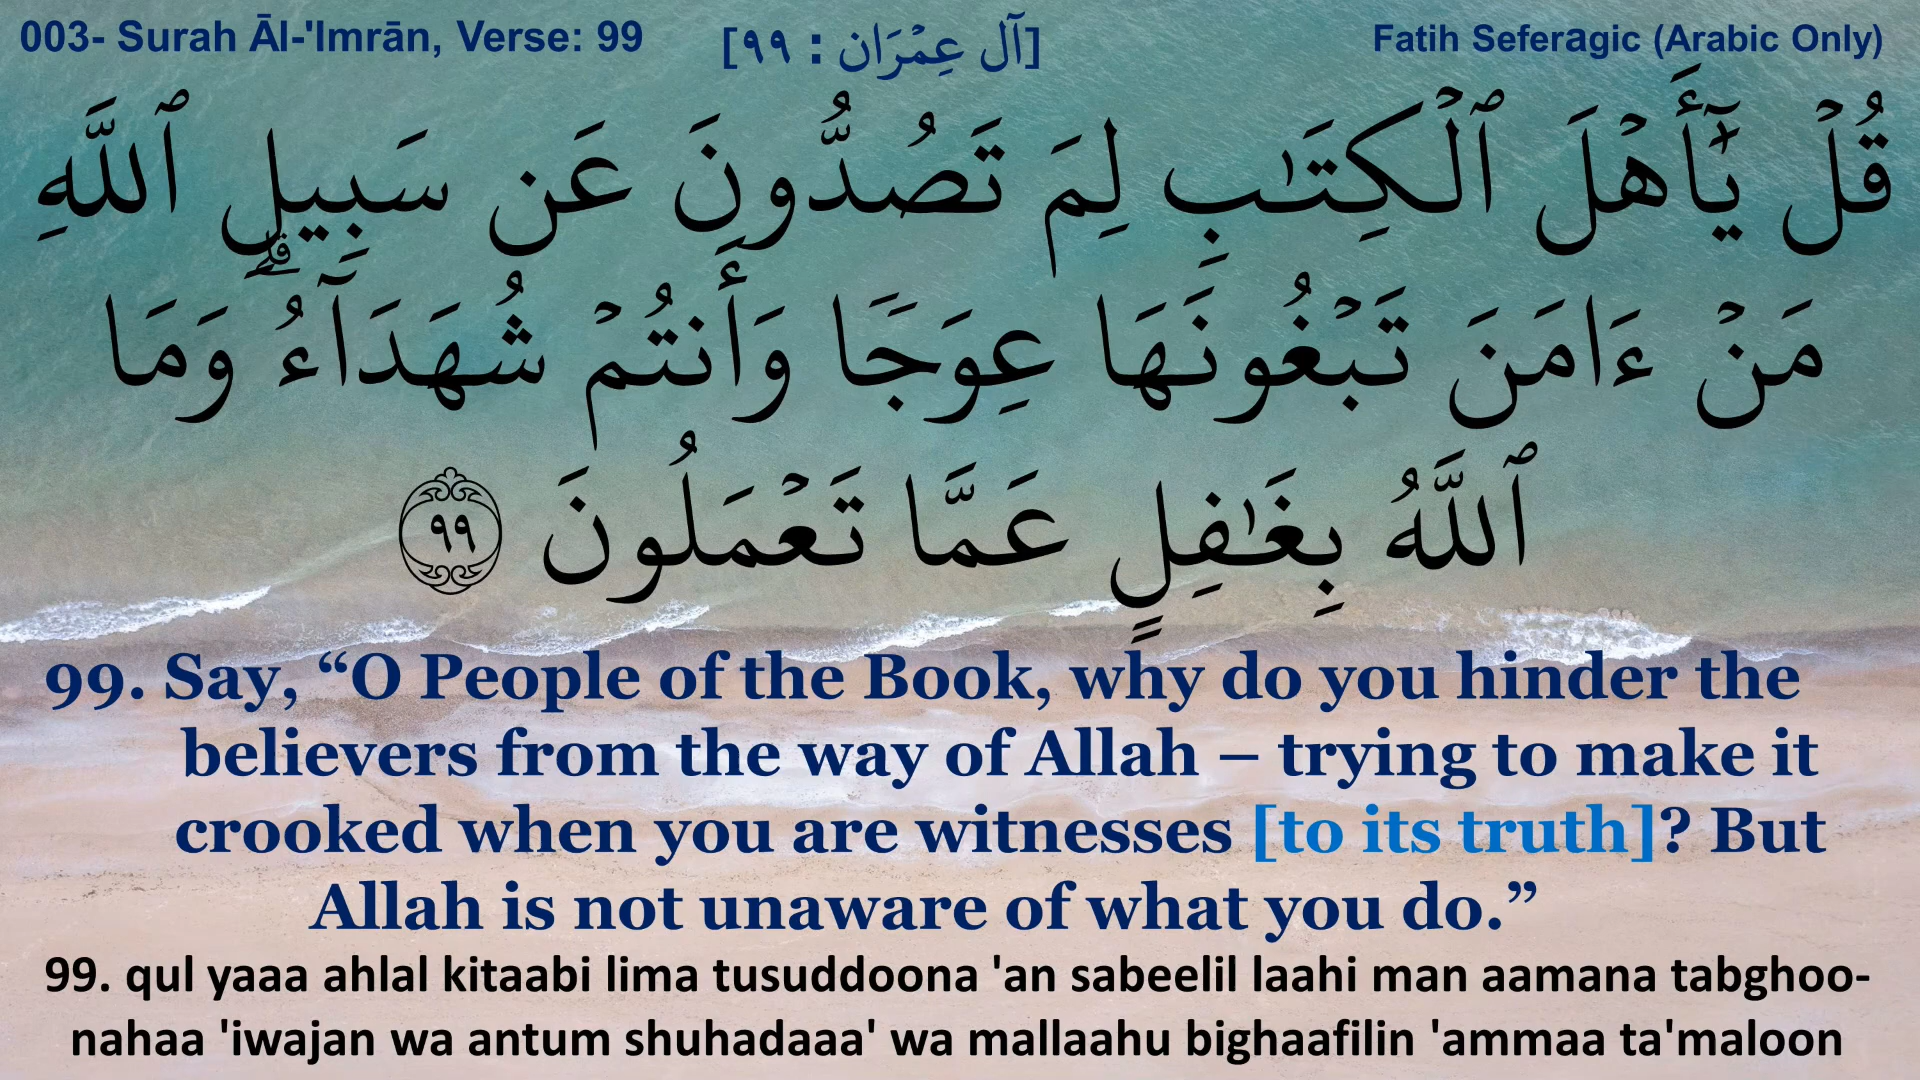 003- Surah Āl-'Imrān, Verse: 99
[آل عِمْرَان : ٩٩]
Fatih Seferagic (Arabic Only)
قُلۡ يَٰٓأَهۡلَ ٱلۡكِتَٰبِ لِمَ تَصُدُّونَ عَن سَبِيلِ ٱللَّهِ
مَنۡ ءَامَنَ تَبۡغُونَهَا عِوَجٗا وَأَنتُمۡ شُهَدَآءُۗ وَمَا
ٱللَّهُ بِغَٰفِلٍ عَمَّا تَعۡمَلُونَ ٩٩
99. Say, “O People of the Book, why do you hinder the
believers from the way of Allah – trying to make it
crooked when you are witnesses [to its truth]? But
Allah is not unaware of what you do.”
99. qul yaaa ahlal kitaabi lima tusuddoona 'an sabeelil laahi man aamana tabghoo-
nahaa 'iwajan wa antum shuhadaaa' wa mallaahu bighaafilin 'ammaa ta'maloon